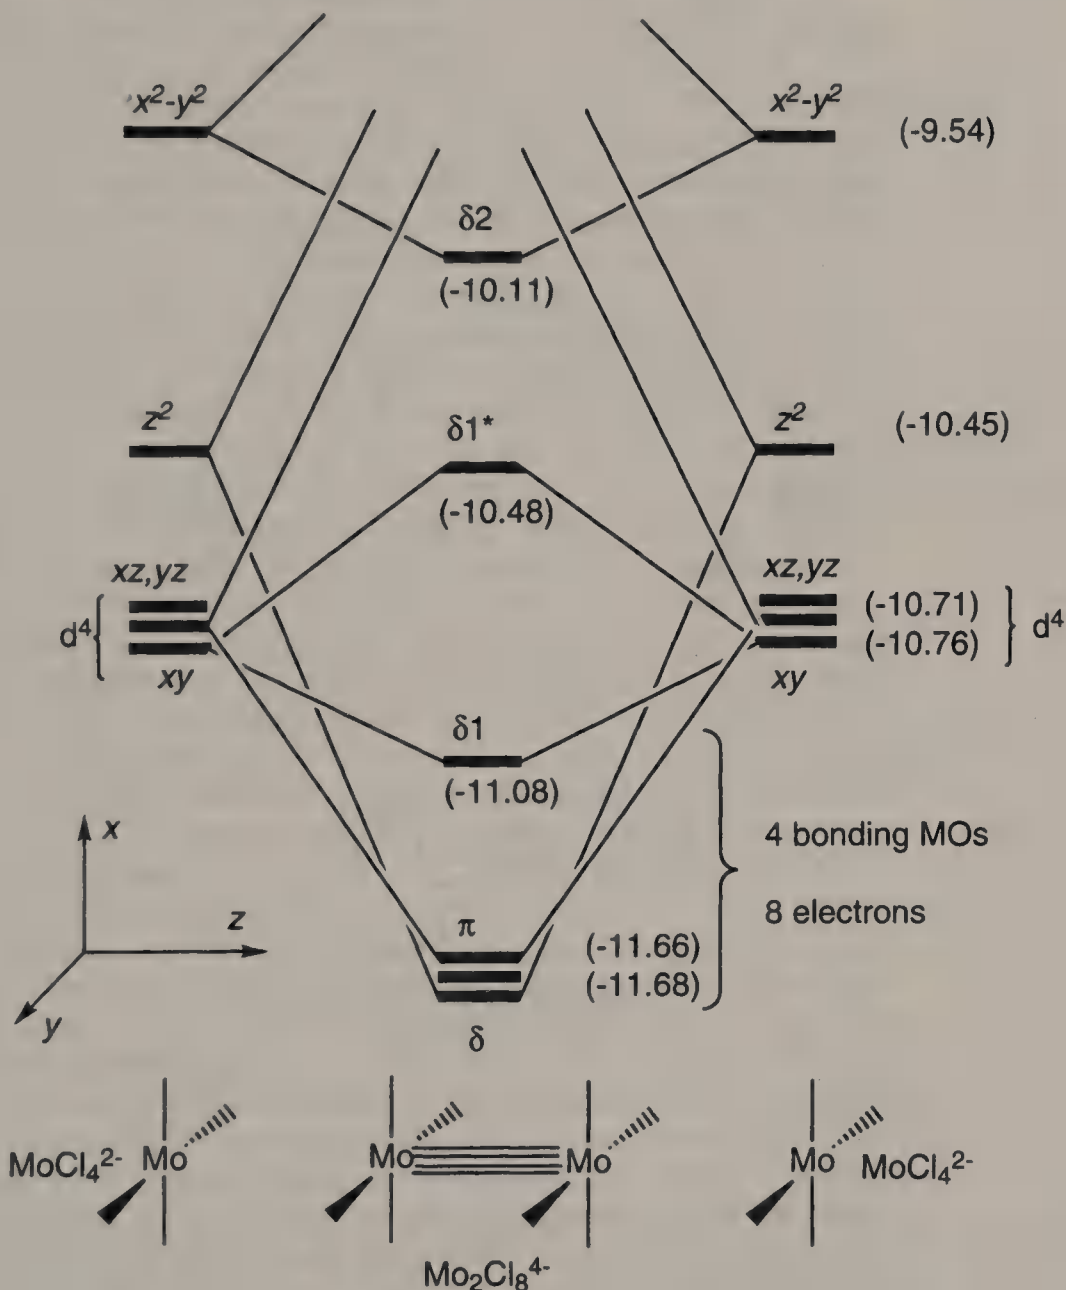 x²-y² x²-y² (-9.54)
δ2
(-10.11)
z² δ1* z² (-10.45)
(-10.48)
xz,yz xz,yz (-10.71)
d⁴{ } d⁴
xy (-10.76)
xy
δ1
(-11.08)
x
4 bonding MOs
z
8 electrons
π (-11.66)
(-11.68)
y
δ
MoCl₄²⁻ Mo Mo Mo Mo MoCl₄²⁻
Mo₂Cl₈⁴⁻